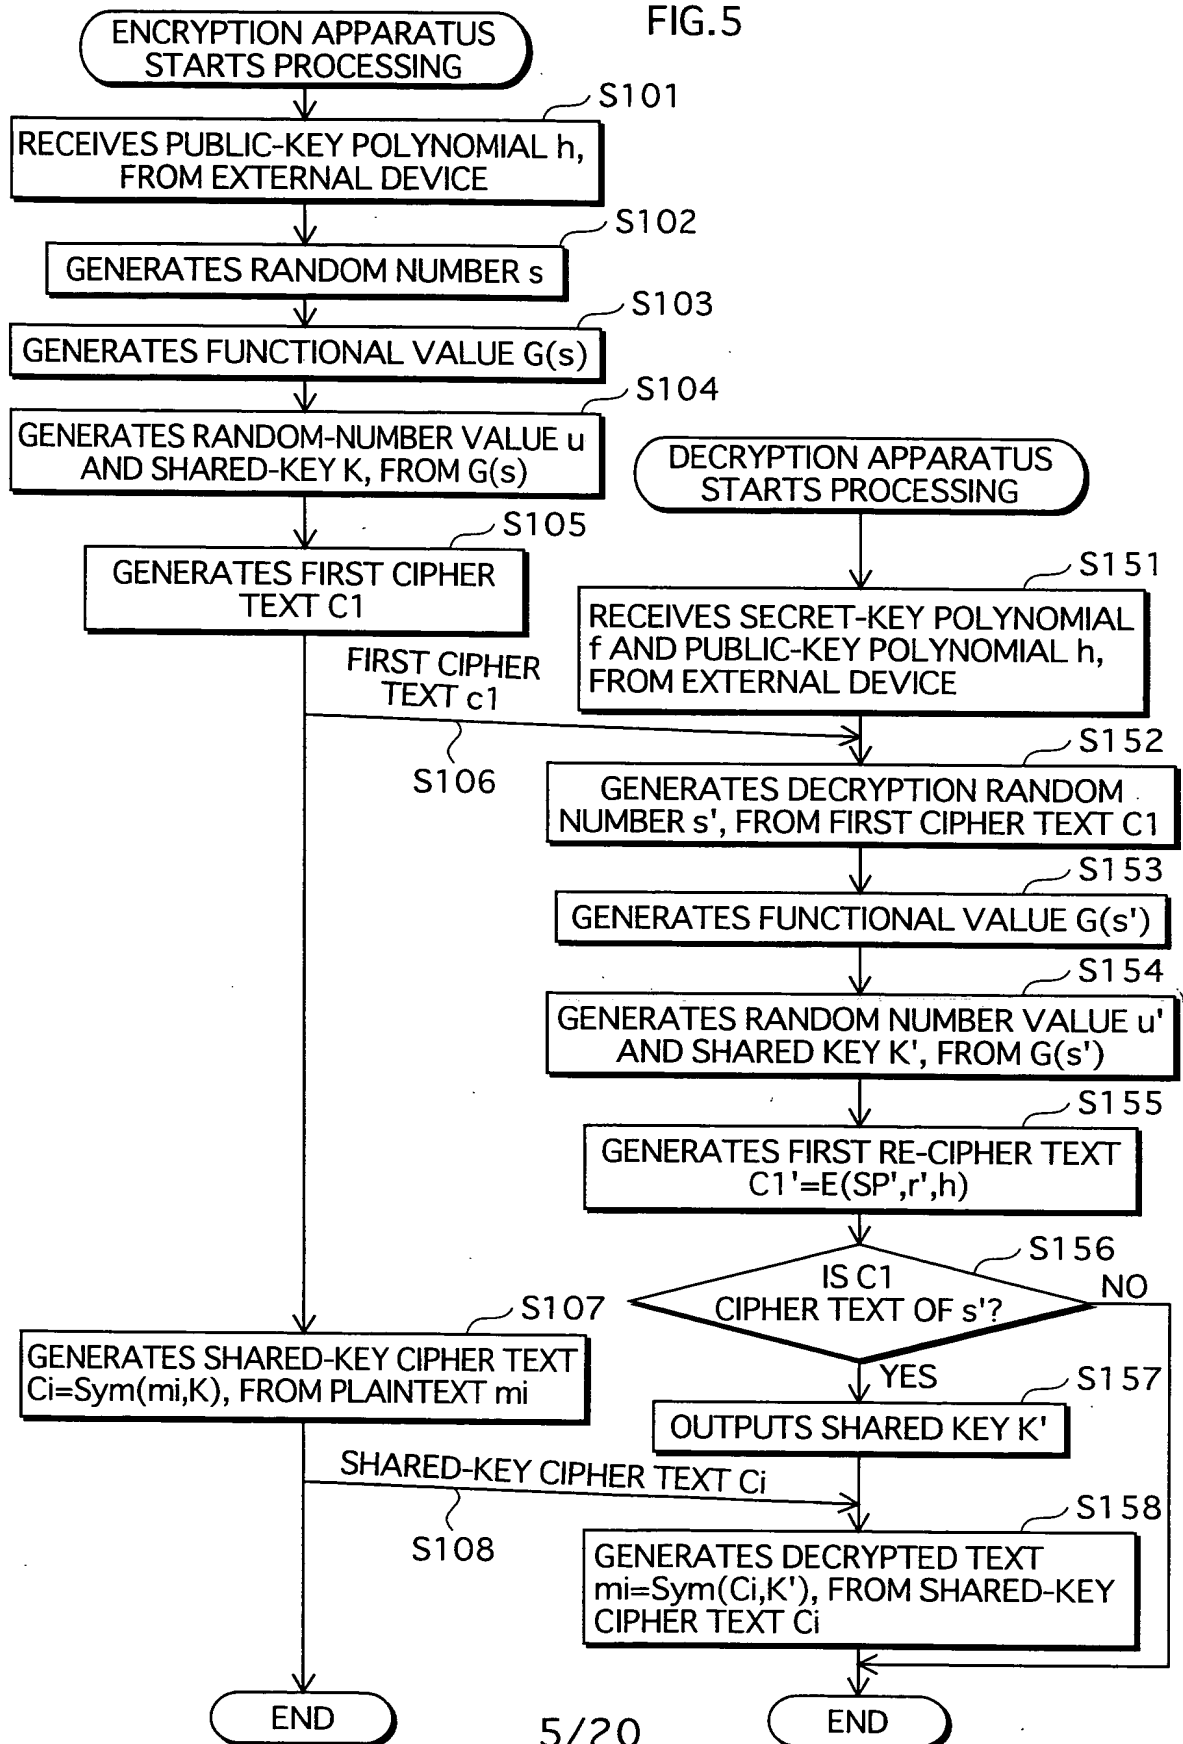 FIG.5
ENCRYPTION APPARATUS
STARTS PROCESSING
S101
RECEIVES PUBLIC-KEY POLYNOMIAL h,
FROM EXTERNAL DEVICE
S102
GENERATES RANDOM NUMBER s
S103
GENERATES FUNCTIONAL VALUE G(s)
S104
GENERATES RANDOM-NUMBER VALUE u
AND SHARED-KEY K, FROM G(s)
DECRYPTION APPARATUS
STARTS PROCESSING
S105
GENERATES FIRST CIPHER
TEXT C1
S151
RECEIVES SECRET-KEY POLYNOMIAL
f AND PUBLIC-KEY POLYNOMIAL h,
FROM EXTERNAL DEVICE
FIRST CIPHER
TEXT c1
S106
S152
GENERATES DECRYPTION RANDOM
NUMBER s', FROM FIRST CIPHER TEXT C1
S153
GENERATES FUNCTIONAL VALUE G(s')
S154
GENERATES RANDOM NUMBER VALUE u'
AND SHARED KEY K', FROM G(s')
S155
GENERATES FIRST RE-CIPHER TEXT
C1'=E(SP',r',h)
S156
IS C1
CIPHER TEXT OF s'?
NO
YES
S107
GENERATES SHARED-KEY CIPHER TEXT
Ci=Sym(mi,K), FROM PLAINTEXT mi
S157
OUTPUTS SHARED KEY K'
SHARED-KEY CIPHER TEXT Ci
S108
S158
GENERATES DECRYPTED TEXT
mi=Sym(Ci,K'), FROM SHARED-KEY
CIPHER TEXT Ci
END
END
5/20